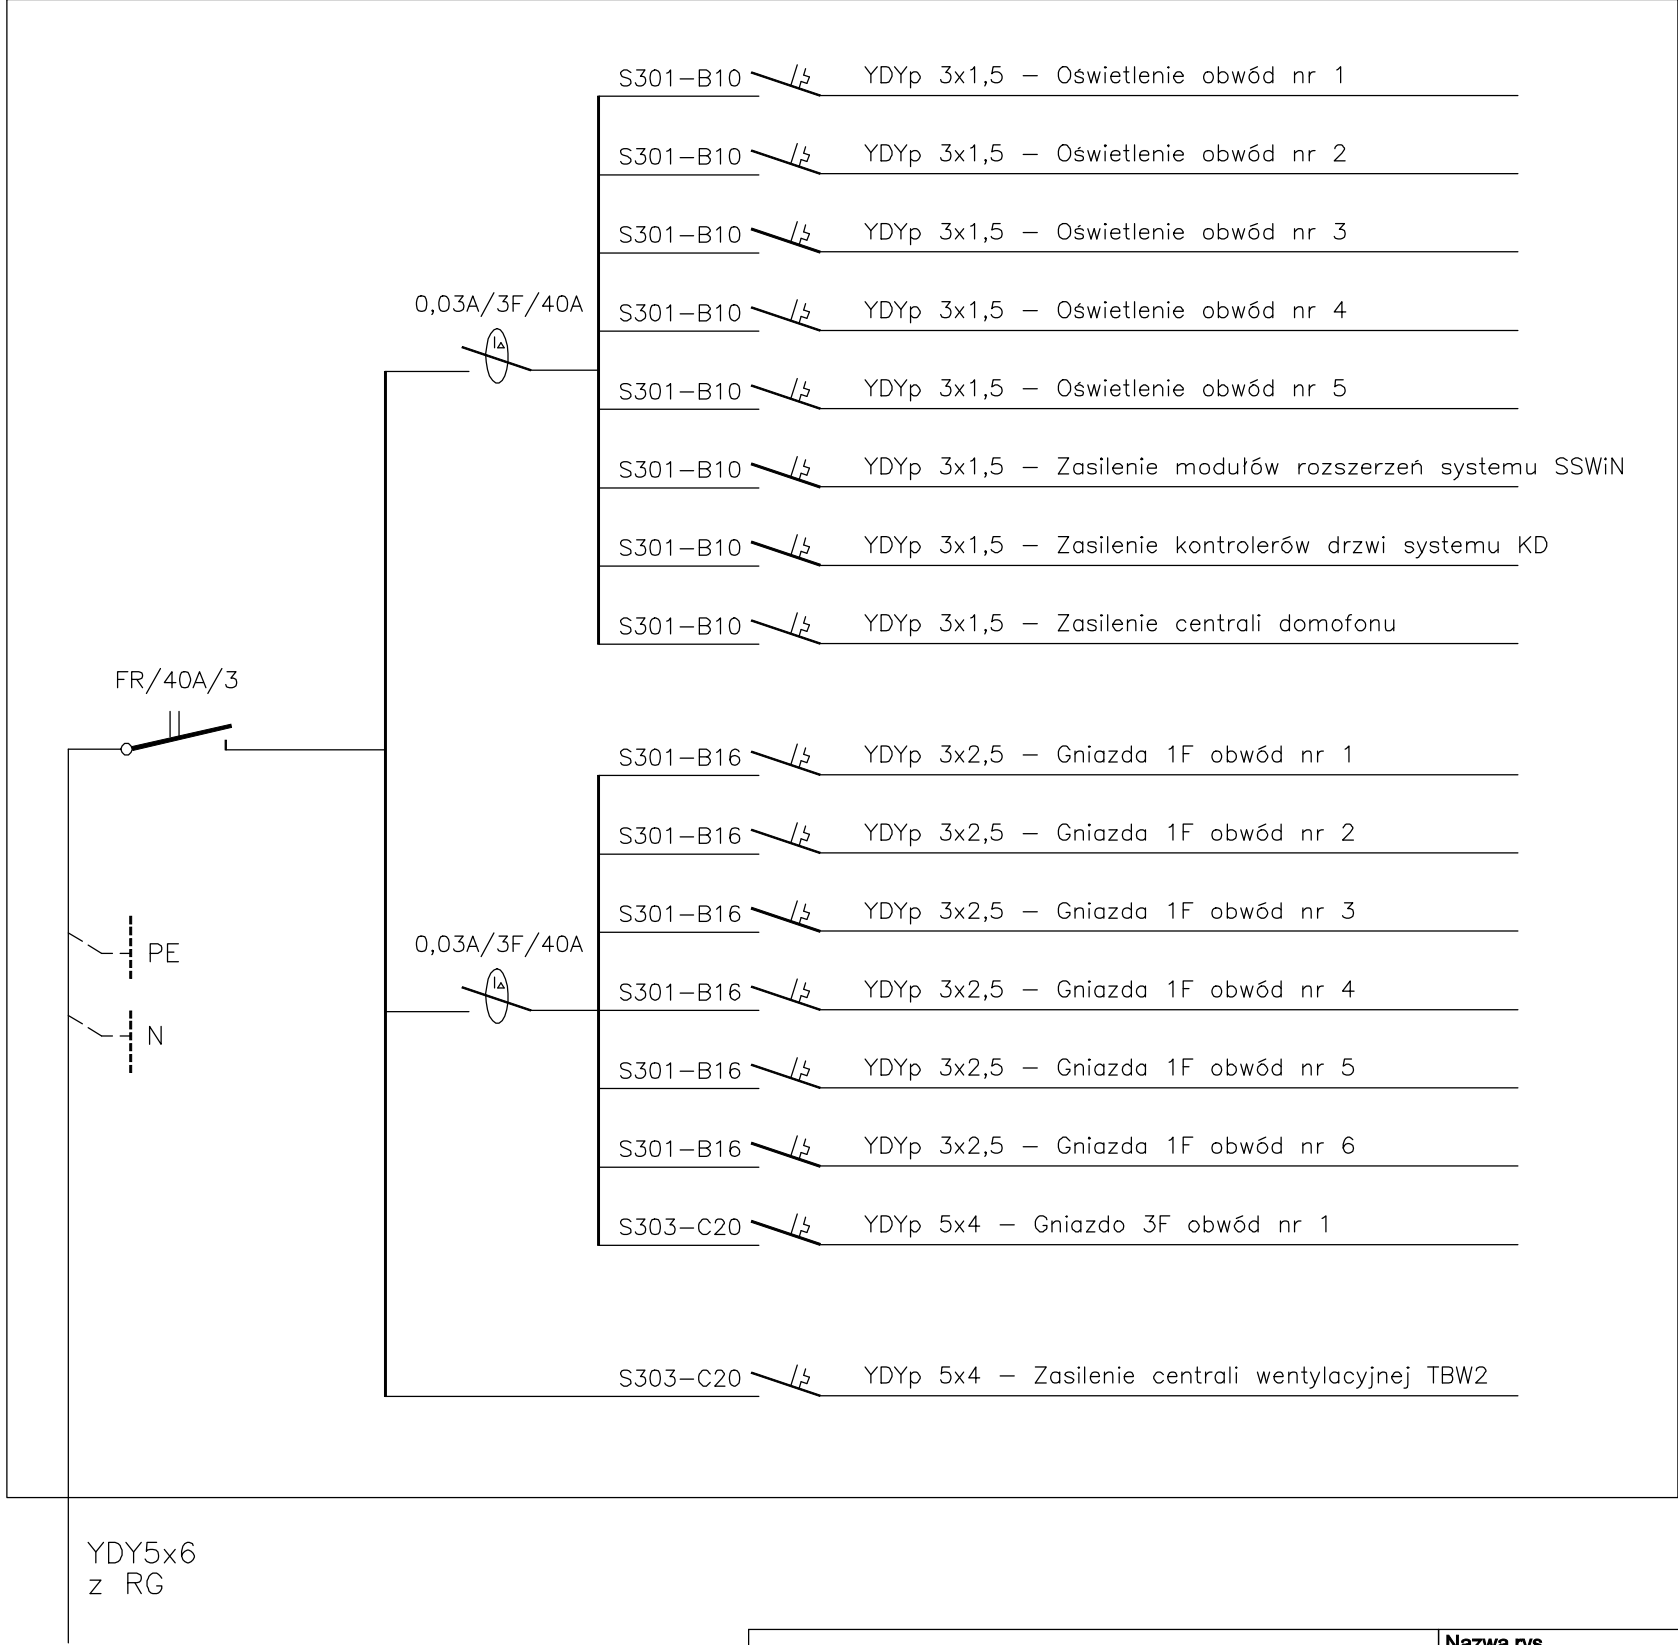 S301-B10 YDYp 3x1,5 - Oświetlenie obwód nr 1
S301-B10 YDYp 3x1,5 - Oświetlenie obwód nr 2
S301-B10 YDYp 3x1,5 - Oświetlenie obwód nr 3
0,03A/3F/40A
S301-B10 YDYp 3x1,5 - Oświetlenie obwód nr 4
I△
S301-B10 YDYp 3x1,5 - Oświetlenie obwód nr 5
S301-B10 YDYp 3x1,5 - Zasilenie modułów rozszerzeń systemu SSWiN
S301-B10 YDYp 3x1,5 - Zasilenie kontrolerów drzwi systemu KD
S301-B10 YDYp 3x1,5 - Zasilenie centrali domofonu
FR/40A/3
S301-B16 YDYp 3x2,5 - Gniazda 1F obwód nr 1
S301-B16 YDYp 3x2,5 - Gniazda 1F obwód nr 2
S301-B16 YDYp 3x2,5 - Gniazda 1F obwód nr 3
PE
0,03A/3F/40A
I△
S301-B16 YDYp 3x2,5 - Gniazda 1F obwód nr 4
N
S301-B16 YDYp 3x2,5 - Gniazda 1F obwód nr 5
S301-B16 YDYp 3x2,5 - Gniazda 1F obwód nr 6
S303-C20 YDYp 5x4 - Gniazdo 3F obwód nr 1
S303-C20 YDYp 5x4 - Zasilenie centrali wentylacyjnej TBW2
YDY5x6
z RG
Nazwa rys